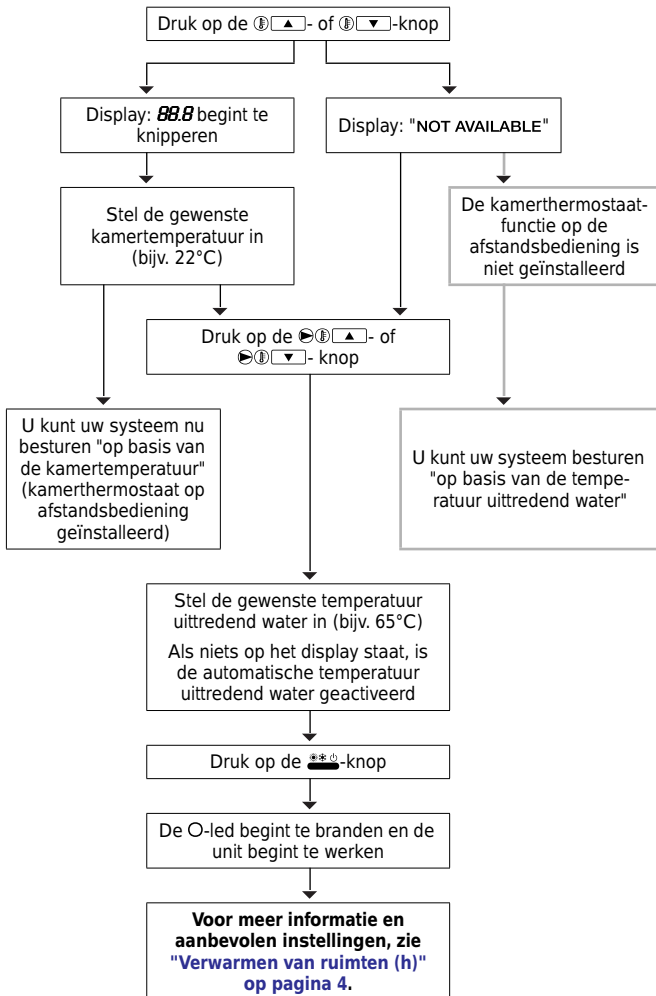 Druk op de ▲ - of ▼ -knop
Display: 88.8 begint te
knipperen
Display: "NOT AVAILABLE"
Stel de gewenste
kamertemperatuur in
(bijv. 22°C)
De kamerthermostaat-
functie op de
afstandsbediening is
niet geïnstalleerd
Druk op de ▲ - of
▼ - knop
U kunt uw systeem nu
besturen "op basis van
de kamertemperatuur"
(kamerthermostaat op
afstandsbediening
geïnstalleerd)
U kunt uw systeem besturen
"op basis van de tempe-
ratuur uittredend water"
Stel de gewenste temperatuur
uittredend water in (bijv. 65°C)
Als niets op het display staat, is
de automatische temperatuur
uittredend water geactiveerd
Druk op de -knop
De O-led begint te branden en de
unit begint te werken
Voor meer informatie en
aanbevolen instellingen, zie
"Verwarmen van ruimten (h)"
op pagina 4.